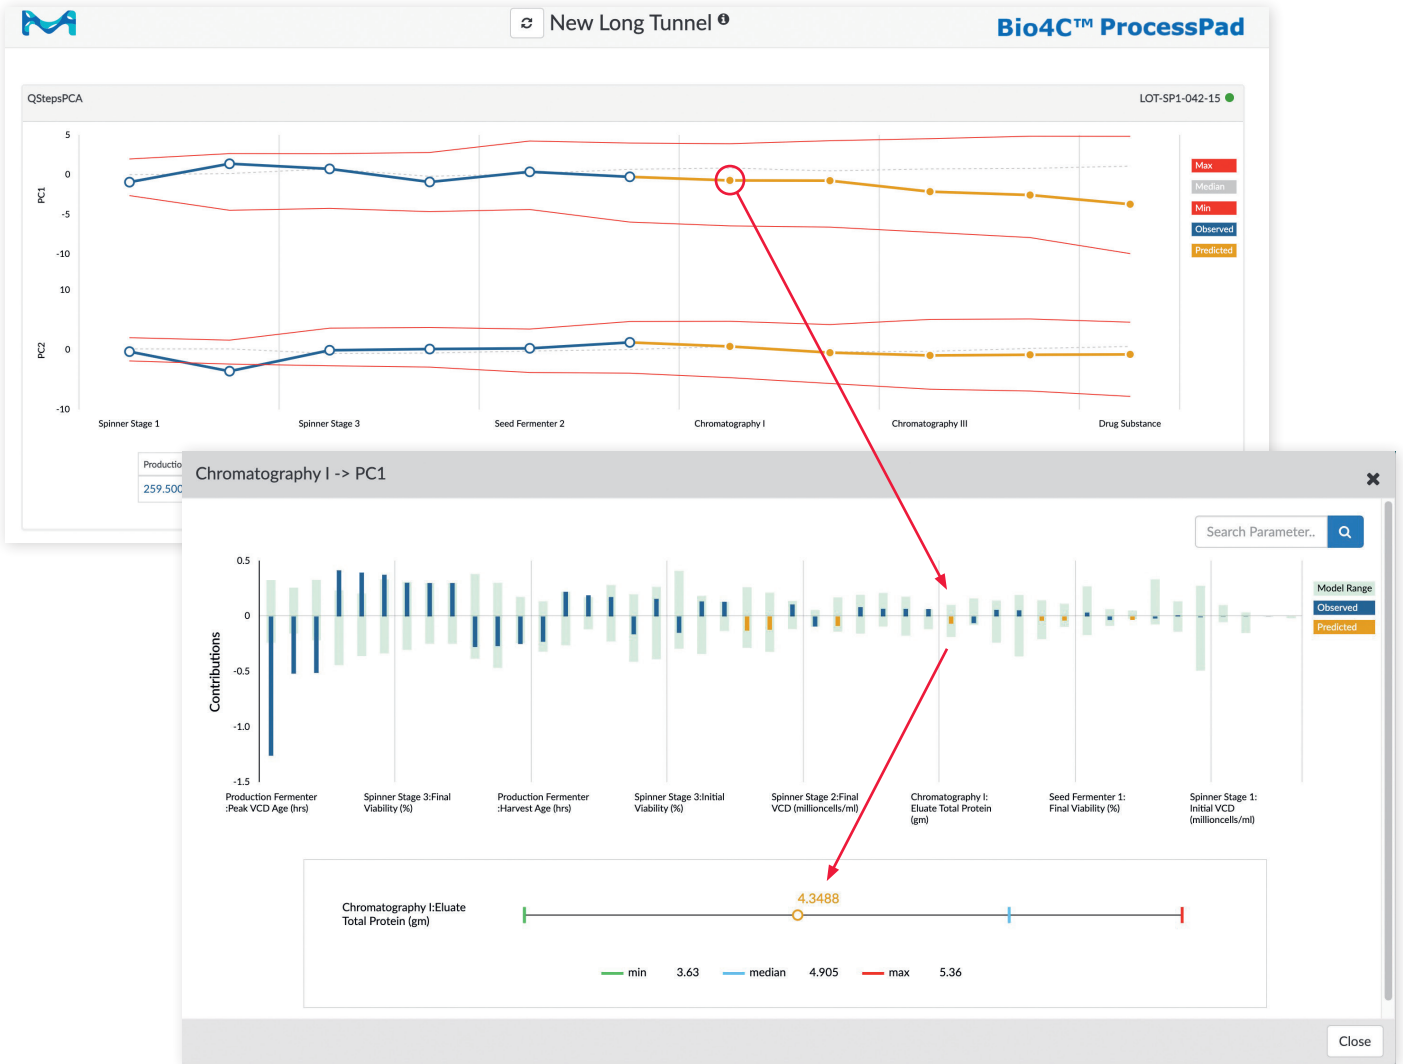 New Long Tunnel
Bio4C™ ProcessPad
QStepsPCA
LOT-SP1-042-15
5
0
-5
-10
PC1
Max
Median
Min
Observed
Predicted
10
0
-10
PC2
Spinner Stage 1
Spinner Stage 3
Seed Fermenter 2
Chromatography I
Chromatography III
Drug Substance
Productio
259.500
Chromatography I -> PC1
Search Parameter..
0.5
0
-0.5
-1.0
-1.5
Contributions
Model Range
Observed
Predicted
Production Fermenter
:Peak VCD Age (hrs)
Spinner Stage 3:Final
Viability (%)
Production Fermenter
:Harvest Age (hrs)
Spinner Stage 3:Initial
Viability (%)
Spinner Stage 2:Final
VCD (millioncells/ml)
Chromatography I:
Eluate Total Protein
(gm)
Seed Fermenter 1:
Final Viability (%)
Spinner Stage 1:
Initial VCD
(millioncells/ml)
Chromatography I:Eluate
Total Protein (gm)
4.3488
min 3.63 median 4.905 max 5.36
Close